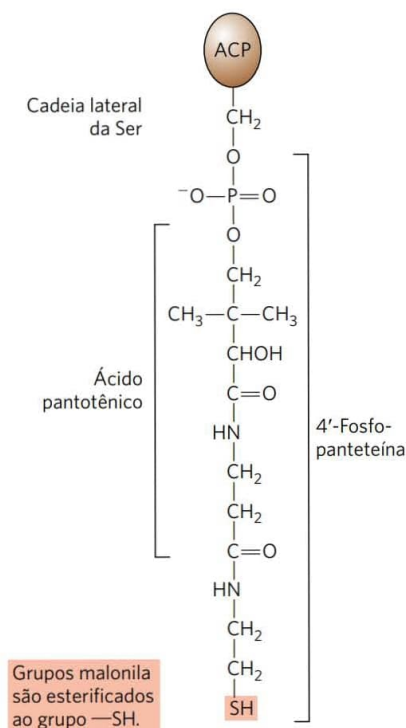 ACP
Cadeia lateral
da Ser
CH₂
O
⁻O—P=O
O
CH₂
CH₃—C—CH₃
CHOH
Ácido
pantotênico
C=O
HN
4′-Fosfo-
panteteína
CH₂
CH₂
C=O
HN
CH₂
CH₂
Grupos malonila
são esterificados
ao grupo —SH.
SH